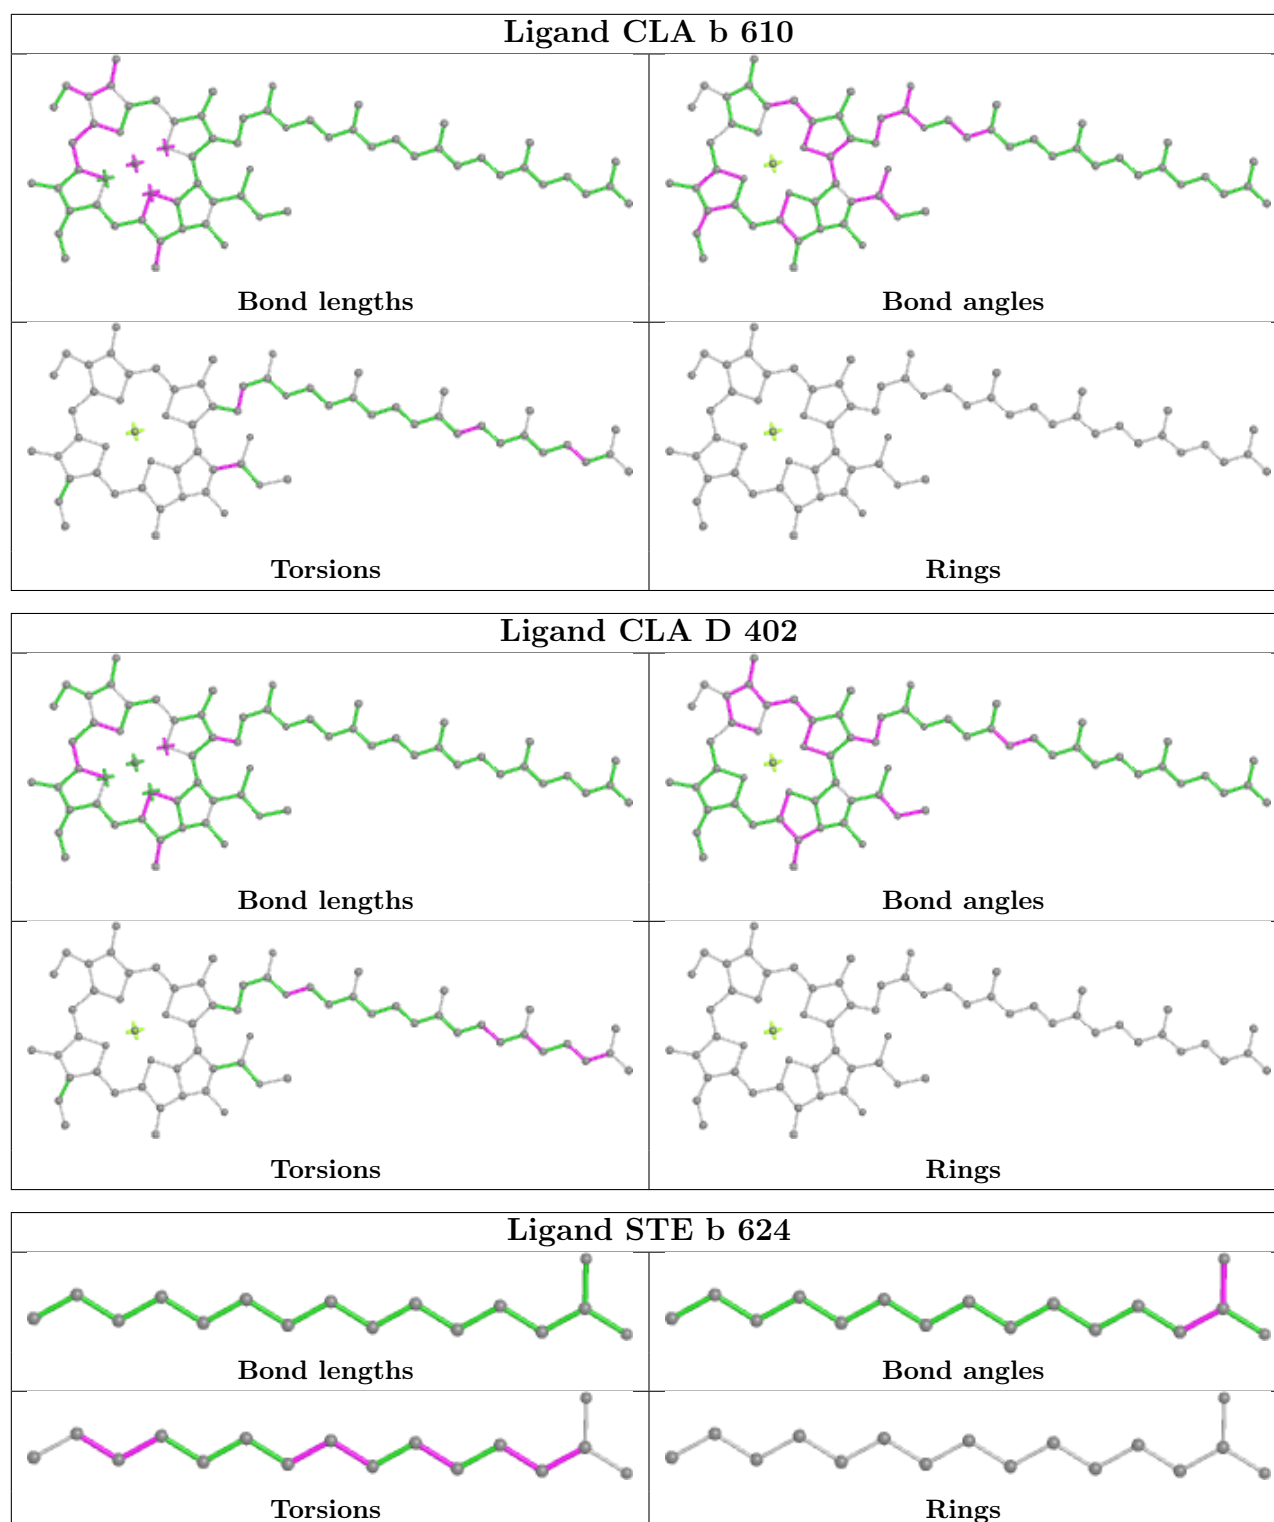 Ligand CLA b 610
Bond lengths
Bond angles
Torsions
Rings
Ligand CLA D 402
Bond lengths
Bond angles
Torsions
Rings
Ligand STE b 624
Bond lengths
Bond angles
Torsions
Rings